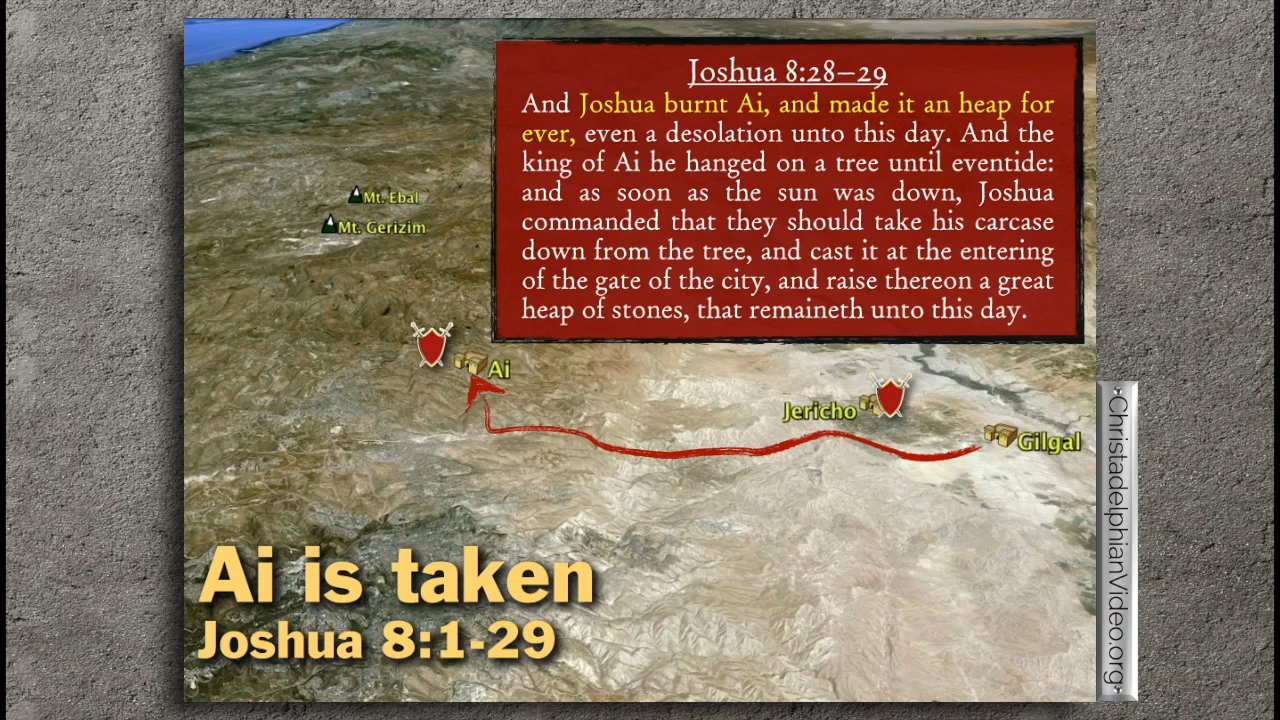 Joshua 8:28–29
And Joshua burnt Ai, and made it an heap for
ever, even a desolation unto this day. And the
king of Ai he hanged on a tree until eventide:
and as soon as the sun was down, Joshua
commanded that they should take his carcase
down from the tree, and cast it at the entering
of the gate of the city, and raise thereon a great
heap of stones, that remaineth unto this day.
Mt. Ebal
Mt. Gerizim
Ai
Jericho
Gilgal
Ai is taken
Joshua 8:1-29
ChristadelphianVideo.org